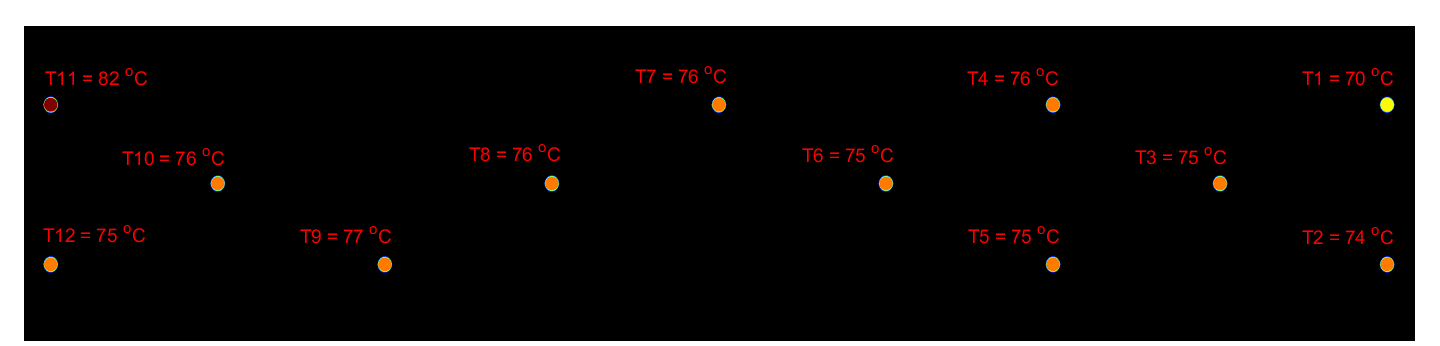 T11 = 82 °C
T7 = 76 °C
T4 = 76 °C
T1 = 70 °C
T10 = 76 °C
T8 = 76 °C
T6 = 75 °C
T3 = 75 °C
T12 = 75 °C
T9 = 77 °C
T5 = 75 °C
T2 = 74 °C